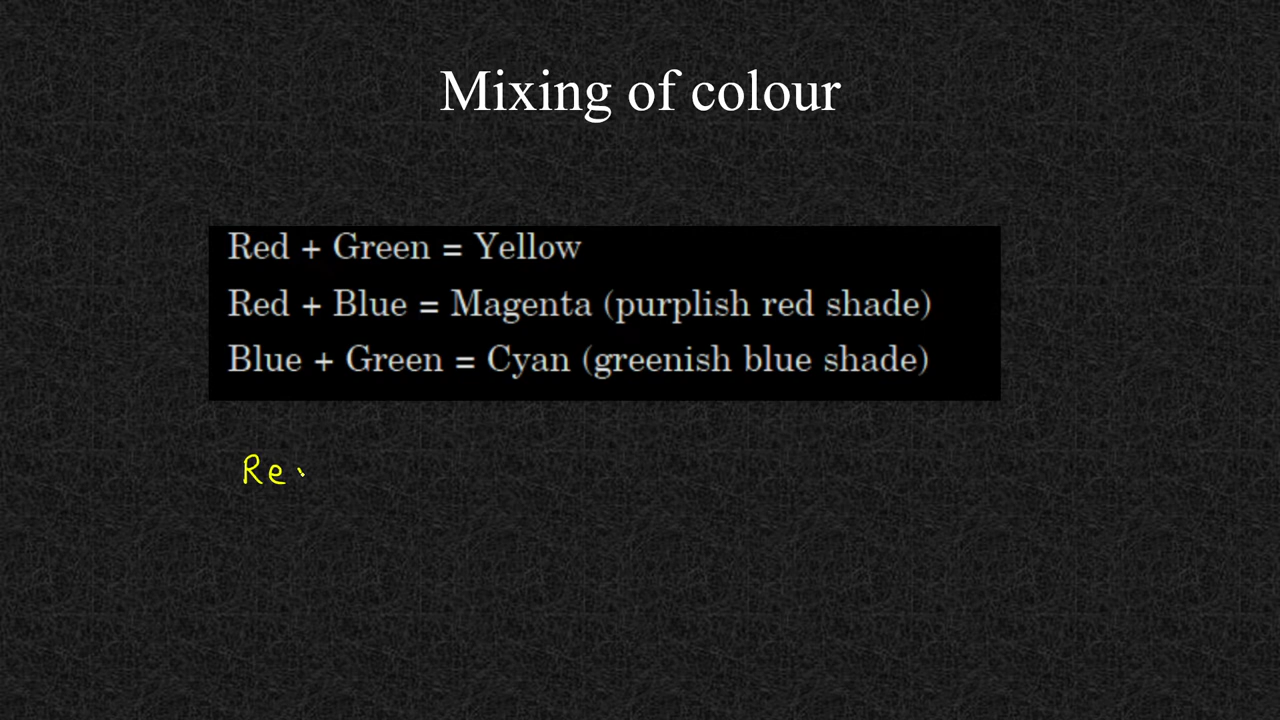 Mixing of colour
Red + Green = Yellow
Red + Blue = Magenta (purplish red shade)
Blue + Green = Cyan (greenish blue shade)
Re